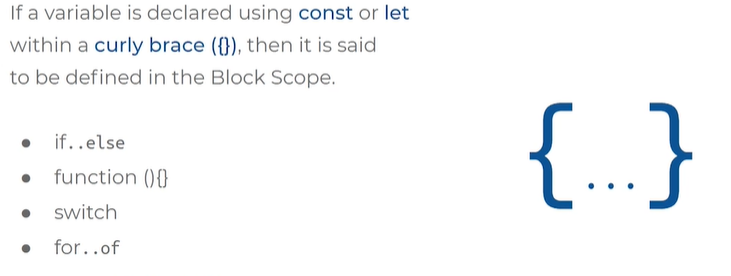 If a variable is declared using const or let
within a curly brace ({}), then it is said
to be defined in the Block Scope.
● if..else
● function (){}
● switch
● for..of
{...}